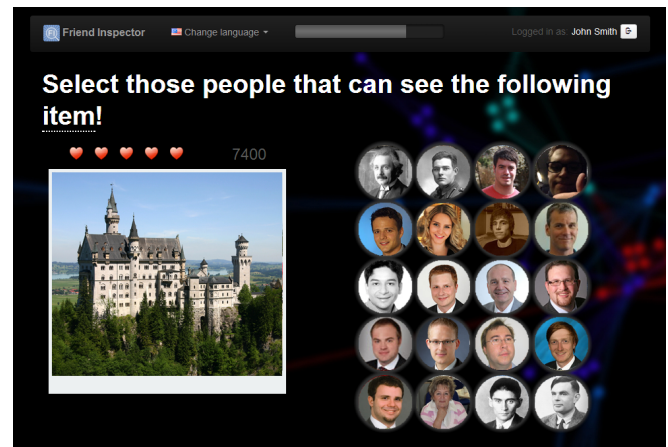 Friend Inspector
Change language
Logged in as: John Smith
Select those people that can see the following
item!
7400